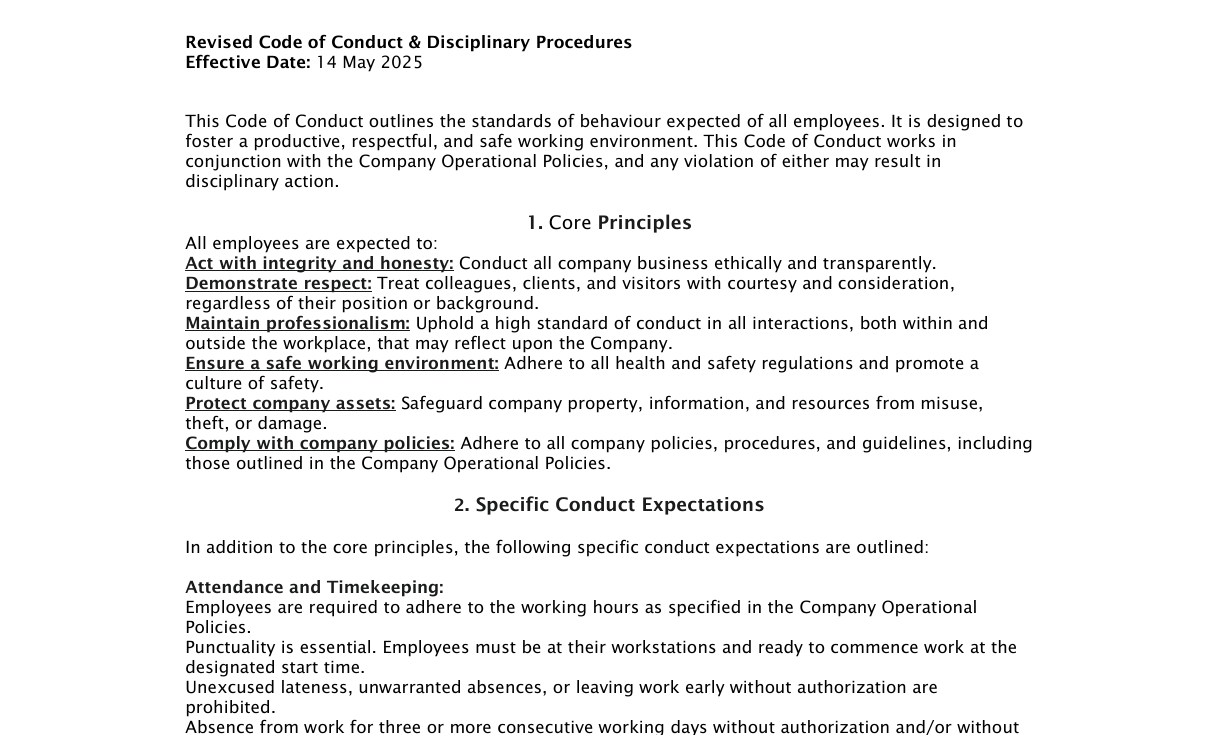 Revised Code of Conduct & Disciplinary Procedures
Effective Date: 14 May 2025
This Code of Conduct outlines the standards of behaviour expected of all employees. It is designed to
foster a productive, respectful, and safe working environment. This Code of Conduct works in
conjunction with the Company Operational Policies, and any violation of either may result in
disciplinary action.
1. Core Principles
All employees are expected to:
Act with integrity and honesty: Conduct all company business ethically and transparently.
Demonstrate respect: Treat colleagues, clients, and visitors with courtesy and consideration,
regardless of their position or background.
Maintain professionalism: Uphold a high standard of conduct in all interactions, both within and
outside the workplace, that may reflect upon the Company.
Ensure a safe working environment: Adhere to all health and safety regulations and promote a
culture of safety.
Protect company assets: Safeguard company property, information, and resources from misuse,
theft, or damage.
Comply with company policies: Adhere to all company policies, procedures, and guidelines, including
those outlined in the Company Operational Policies.
2. Specific Conduct Expectations
In addition to the core principles, the following specific conduct expectations are outlined:
Attendance and Timekeeping:
Employees are required to adhere to the working hours as specified in the Company Operational
Policies.
Punctuality is essential. Employees must be at their workstations and ready to commence work at the
designated start time.
Unexcused lateness, unwarranted absences, or leaving work early without authorization are
prohibited.
Absence from work for three or more consecutive working days without authorization and/or without